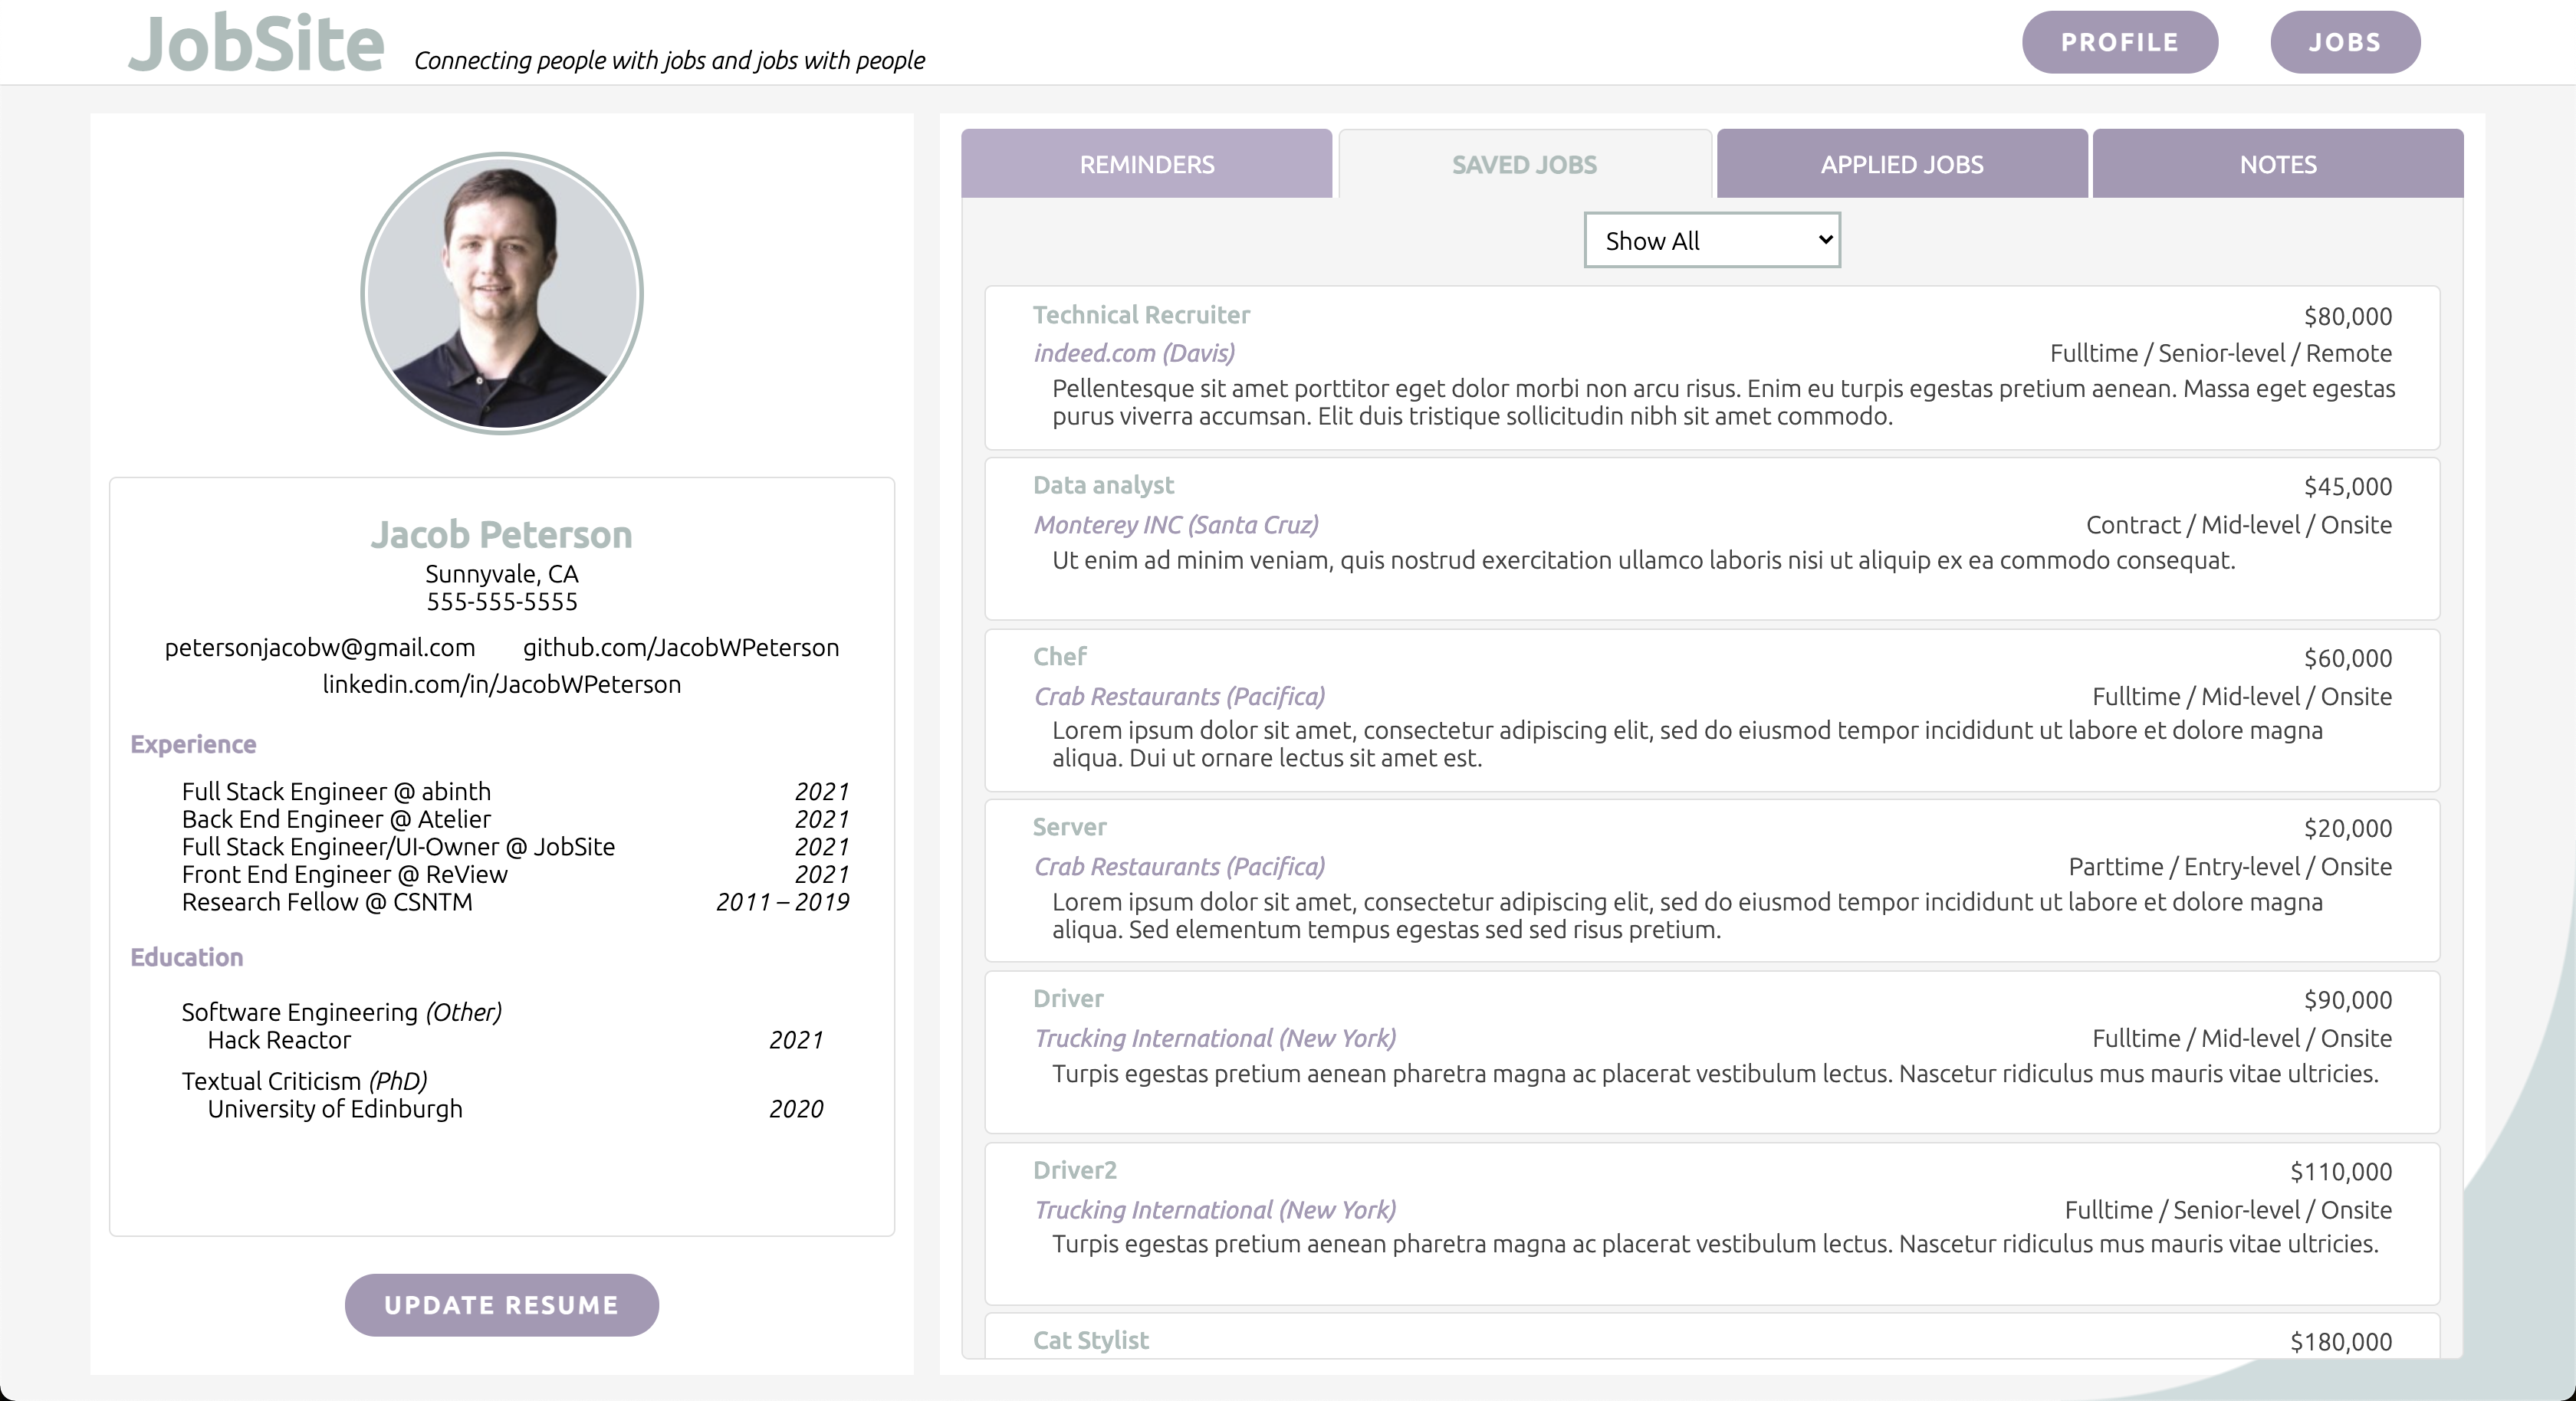 JobSite
Connecting people with jobs and jobs with people
PROFILE
JOBS
Jacob Peterson
Sunnyvale, CA
555-555-5555
petersonjacobw@gmail.com github.com/JacobWPeterson
linkedin.com/in/JacobWPeterson
Experience
Full Stack Engineer @ abinth 2021
Back End Engineer @ Atelier 2021
Full Stack Engineer/UI-Owner @ JobSite 2021
Front End Engineer @ ReView 2021
Research Fellow @ CSNTM 2011 – 2019
Education
Software Engineering (Other)
Hack Reactor 2021
Textual Criticism (PhD)
University of Edinburgh 2020
UPDATE RESUME
REMINDERS
SAVED JOBS
APPLIED JOBS
NOTES
Show All
Technical Recruiter $80,000
indeed.com (Davis) Fulltime / Senior-level / Remote
Pellentesque sit amet porttitor eget dolor morbi non arcu risus. Enim eu turpis egestas pretium aenean. Massa eget egestas
purus viverra accumsan. Elit duis tristique sollicitudin nibh sit amet commodo.
Data analyst $45,000
Monterey INC (Santa Cruz) Contract / Mid-level / Onsite
Ut enim ad minim veniam, quis nostrud exercitation ullamco laboris nisi ut aliquip ex ea commodo consequat.
Chef $60,000
Crab Restaurants (Pacifica) Fulltime / Mid-level / Onsite
Lorem ipsum dolor sit amet, consectetur adipiscing elit, sed do eiusmod tempor incididunt ut labore et dolore magna
aliqua. Dui ut ornare lectus sit amet est.
Server $20,000
Crab Restaurants (Pacifica) Parttime / Entry-level / Onsite
Lorem ipsum dolor sit amet, consectetur adipiscing elit, sed do eiusmod tempor incididunt ut labore et dolore magna
aliqua. Sed elementum tempus egestas sed sed risus pretium.
Driver $90,000
Trucking International (New York) Fulltime / Mid-level / Onsite
Turpis egestas pretium aenean pharetra magna ac placerat vestibulum lectus. Nascetur ridiculus mus mauris vitae ultricies.
Driver2 $110,000
Trucking International (New York) Fulltime / Senior-level / Onsite
Turpis egestas pretium aenean pharetra magna ac placerat vestibulum lectus. Nascetur ridiculus mus mauris vitae ultricies.
Cat Stylist $180,000